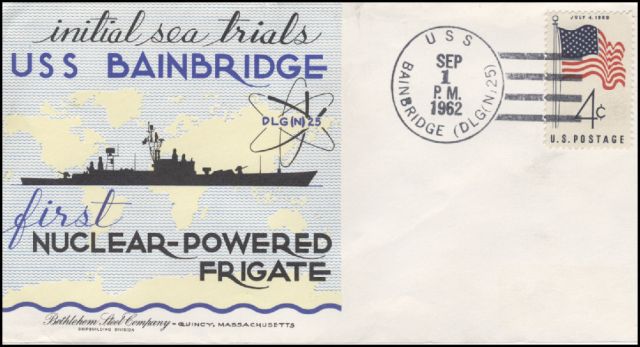 initial sea trials
USS BAINBRIDGE
DLG(N)25
first
NUCLEAR-POWERED
FRIGATE
Bethlehem Steel Company - QUINCY, MASSACHUSETTS
SHIPBUILDING DIVISION
USS
BAINBRIDGE (DLG(N)25)
SEP
1
P.M.
1962
JULY 4, 1960
4¢
U.S. POSTAGE